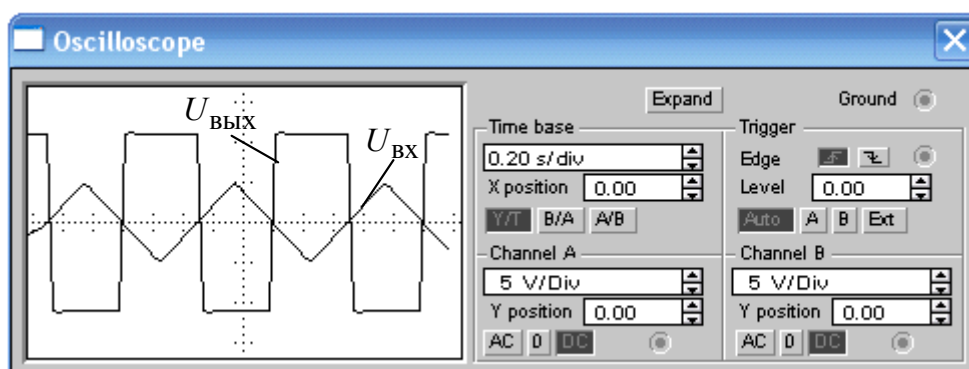 Oscilloscope
Uвых
Uвх
Expand
Ground
Time base
0.20 s/div
X position 0.00
Y/T B/A A/B
Trigger
Edge
Level 0.00
Auto A B Ext
Channel A
5 V/Div
Y position 0.00
AC 0 DC
Channel B
5 V/Div
Y position 0.00
AC 0 DC